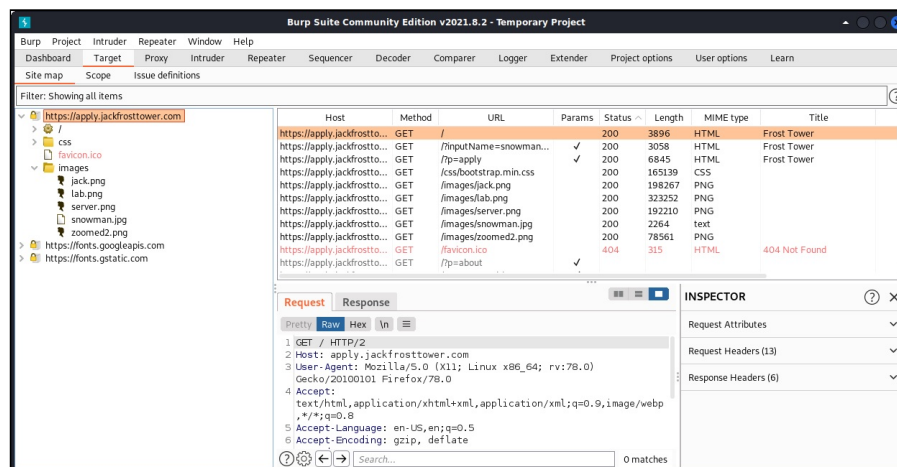 Burp Suite Community Edition v2021.8.2 - Temporary Project
Burp Project Intruder Repeater Window Help
Dashboard Target Proxy Intruder Repeater Sequencer Decoder Comparer Logger Extender Project options User options Learn
Site map Scope Issue definitions
Filter: Showing all items
https://apply.jackfrosttower.com
/
css
favicon.ico
images
jack.png
lab.png
server.png
snowman.jpg
zoomed2.png
https://fonts.googleapis.com
https://fonts.gstatic.com
Host Method URL Params Status Length MIME type Title
https://apply.jackfrostto... GET / 200 3896 HTML Frost Tower
https://apply.jackfrostto... GET /?inputName=snowman... ✓ 200 3058 HTML Frost Tower
https://apply.jackfrostto... GET /?p=apply ✓ 200 6845 HTML Frost Tower
https://apply.jackfrostto... GET /css/bootstrap.min.css 200 165139 CSS
https://apply.jackfrostto... GET /images/jack.png 200 198267 PNG
https://apply.jackfrostto... GET /images/lab.png 200 323252 PNG
https://apply.jackfrostto... GET /images/server.png 200 192210 PNG
https://apply.jackfrostto... GET /images/snowman.jpg 200 2264 text
https://apply.jackfrostto... GET /images/zoomed2.png 200 78561 PNG
https://apply.jackfrostto... GET /favicon.ico 404 315 HTML 404 Not Found
https://apply.jackfrostto... GET /?p=about ✓
Request Response
Pretty Raw Hex \n
1 GET / HTTP/2
2 Host: apply.jackfrosttower.com
3 User-Agent: Mozilla/5.0 (X11; Linux x86_64; rv:78.0)
Gecko/20100101 Firefox/78.0
4 Accept:
text/html,application/xhtml+xml,application/xml;q=0.9,image/webp
,*/*;q=0.8
5 Accept-Language: en-US,en;q=0.5
6 Accept-Encoding: gzip, deflate
Search... 0 matches
INSPECTOR
Request Attributes
Request Headers (13)
Response Headers (6)